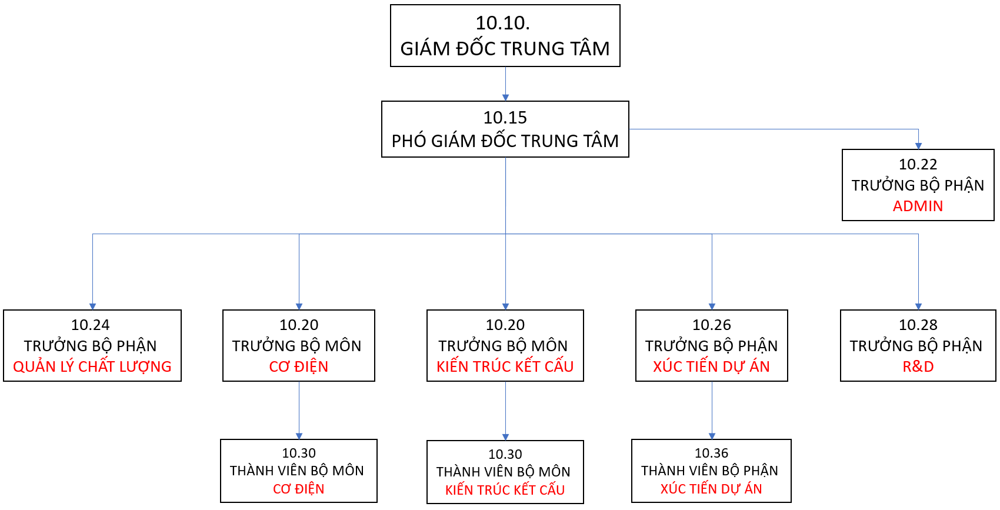 10.10.
GIÁM ĐỐC TRUNG TÂM
10.15
PHÓ GIÁM ĐỐC TRUNG TÂM
10.22
TRƯỞNG BỘ PHẬN
ADMIN
10.24
TRƯỞNG BỘ PHẬN
QUẢN LÝ CHẤT LƯỢNG
10.20
TRƯỞNG BỘ MÔN
CƠ ĐIỆN
10.20
TRƯỞNG BỘ MÔN
KIẾN TRÚC KẾT CẤU
10.26
TRƯỞNG BỘ PHẬN
XÚC TIẾN DỰ ÁN
10.28
TRƯỞNG BỘ PHẬN
R&D
10.30
THÀNH VIÊN BỘ MÔN
CƠ ĐIỆN
10.30
THÀNH VIÊN BỘ MÔN
KIẾN TRÚC KẾT CẤU
10.36
THÀNH VIÊN BỘ PHẬN
XÚC TIẾN DỰ ÁN